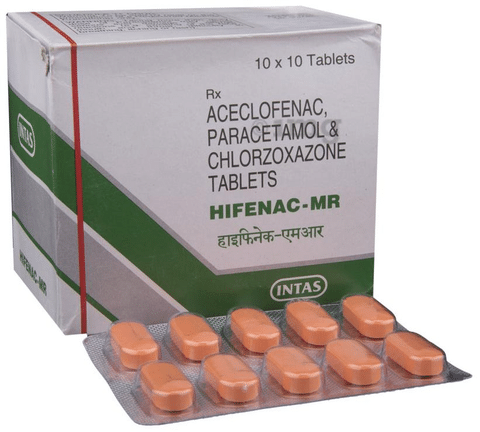 10 x 10 Tablets
Rx
ACECLOFENAC,
PARACETAMOL &
CHLORZOXAZONE
TABLETS
HIFENAC-MR
हाइफिनेक-एमआर
INTAS
INTAS
HIFENAC-MR